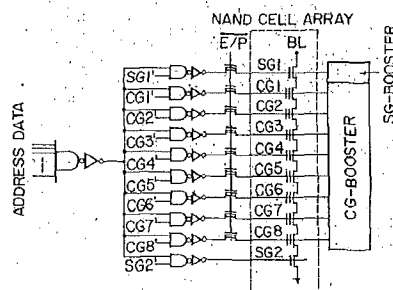 NAND CELL ARRAY
E/P BL
SG1' SG1
CG1' CG1
CG2' CG2
CG3' CG3
CG4' CG4
CG5' CG5
CG6' CG6
CG7' CG7
CG8' CG8
SG2' SG2
ADDRESS DATA
CG-BOOSTER
SG-BOOSTER